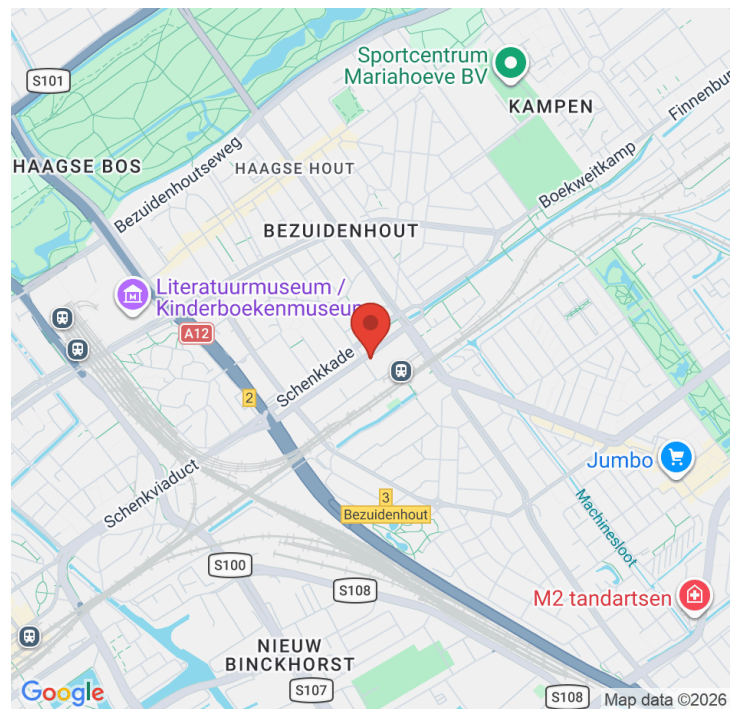 Sportcentrum
Mariahoeve BV
S101
KAMPEN
Finnenbu
HAAGSE BOS
Bezuidenhoutseweg
HAAGSE HOUT
Boekweitkamp
BEZUIDENHOUT
Literatuurmuseum /
Kinderboekenmuseum
A12
Schenkkade
2
Jumbo
Schenkviaduct
3
Bezuidenhout
Machinesloot
S100
S108
M2 tandartsen
NIEUW
BINCKHORST
S107
Google
S108
Map data ©2026